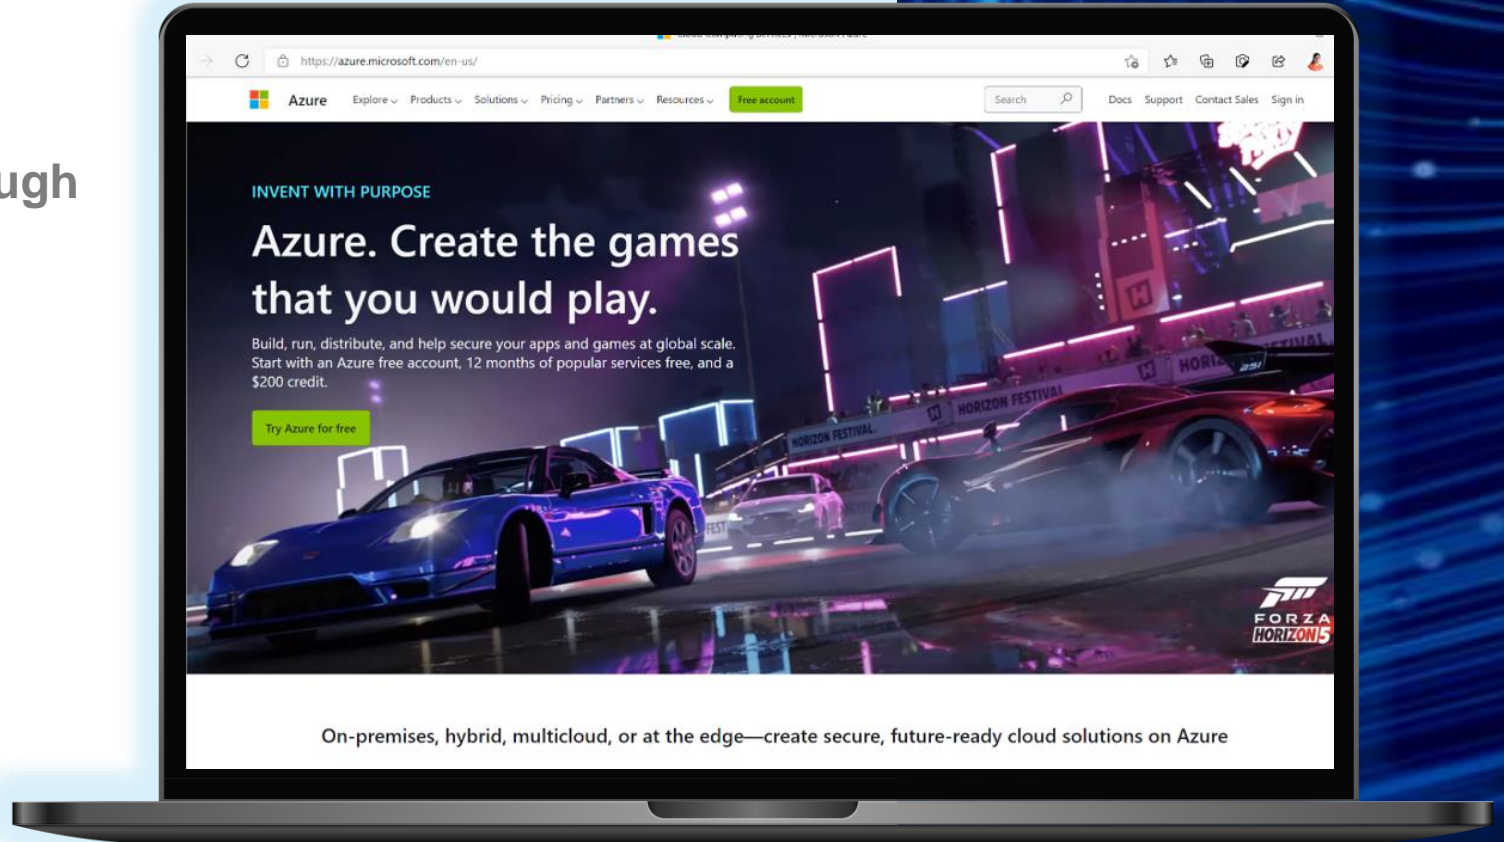 ugh
https://azure.microsoft.com/en-us/
Azure Explore Products Solutions Pricing Partners Resources Free account Search Docs Support Contact Sales Sign in
INVENT WITH PURPOSE
Azure. Create the games
that you would play.
Build, run, distribute, and help secure your apps and games at global scale.
Start with an Azure free account, 12 months of popular services free, and a
$200 credit.
Try Azure for free
HORIZON FESTIVAL
HORIZON FESTIVAL.
FEST
FORZA
HORIZON 5
On-premises, hybrid, multicloud, or at the edge—create secure, future-ready cloud solutions on Azure